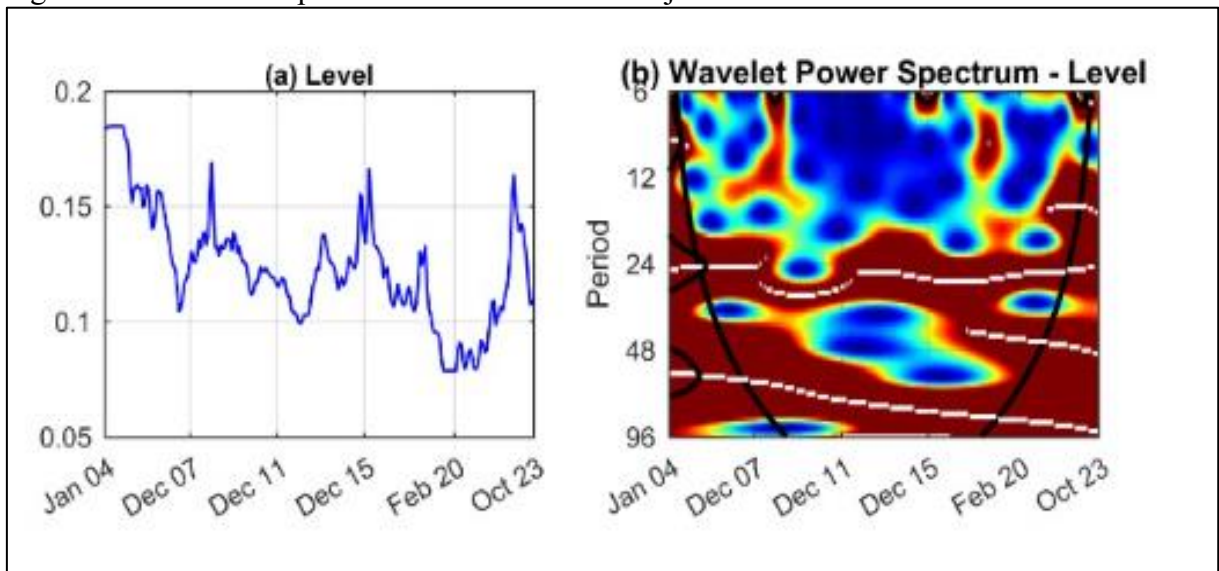 (a) Level
0.2
0.15
0.1
0.05
Jan 04
Dec 07
Dec 11
Dec 15
Feb 20
Oct 23
(b) Wavelet Power Spectrum - Level
Period
6
12
24
48
96
Jan 04
Dec 07
Dec 11
Dec 15
Feb 20
Oct 23